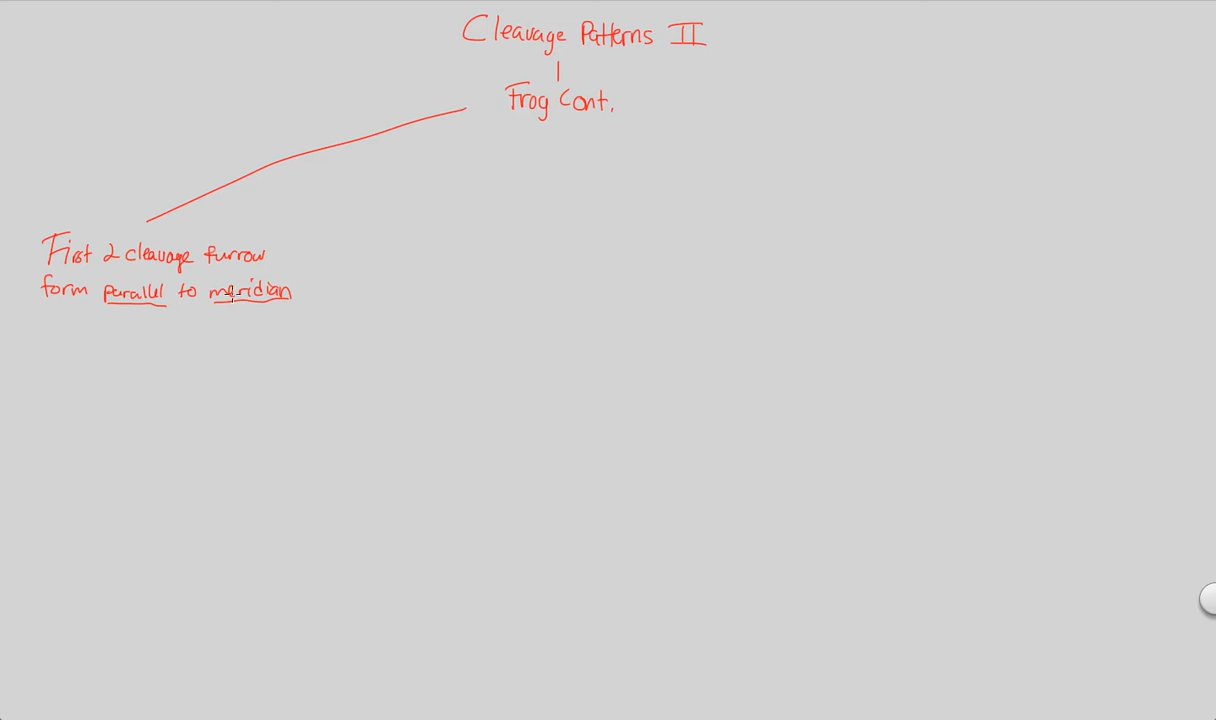 Cleavage Patterns II
Frog Cont.
First 2 cleavage furrow
form parallel to meridian